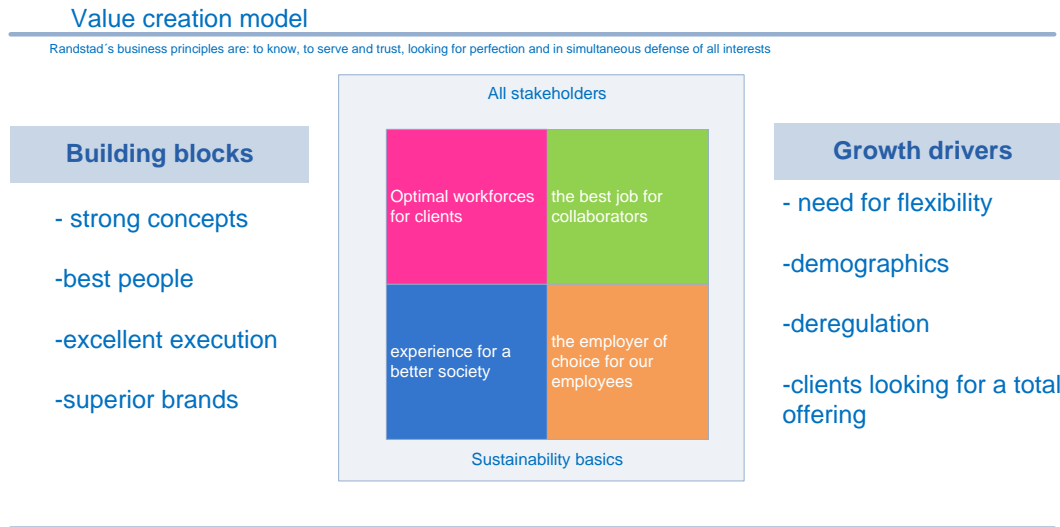 Value creation model
Randstad´s business principles are: to know, to serve and trust, looking for perfection and in simultaneous defense of all interests
Building blocks
- strong concepts
-best people
-excellent execution
-superior brands
All stakeholders
Optimal workforces
for clients
the best job for
collaborators
experience for a
better society
the employer of
choice for our
employees
Sustainability basics
Growth drivers
- need for flexibility
-demographics
-deregulation
-clients looking for a total
offering